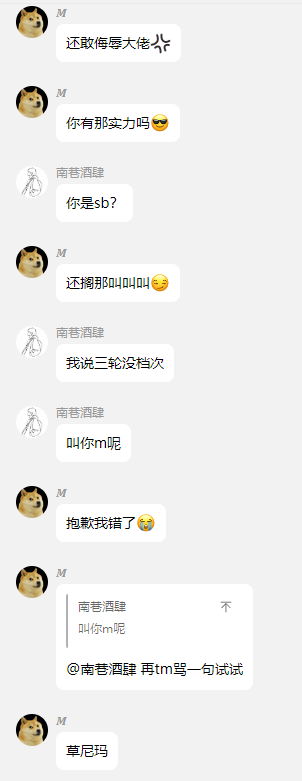 M
还敢侮辱大佬💢
M
你有那实力吗😎
南巷酒肆
你是sb？
M
还搁那叫叫叫😏
南巷酒肆
我说三轮没档次
南巷酒肆
叫你m呢
M
抱歉我错了😭
M
南巷酒肆
叫你m呢
@南巷酒肆 再tm骂一句试试
M
草尼玛